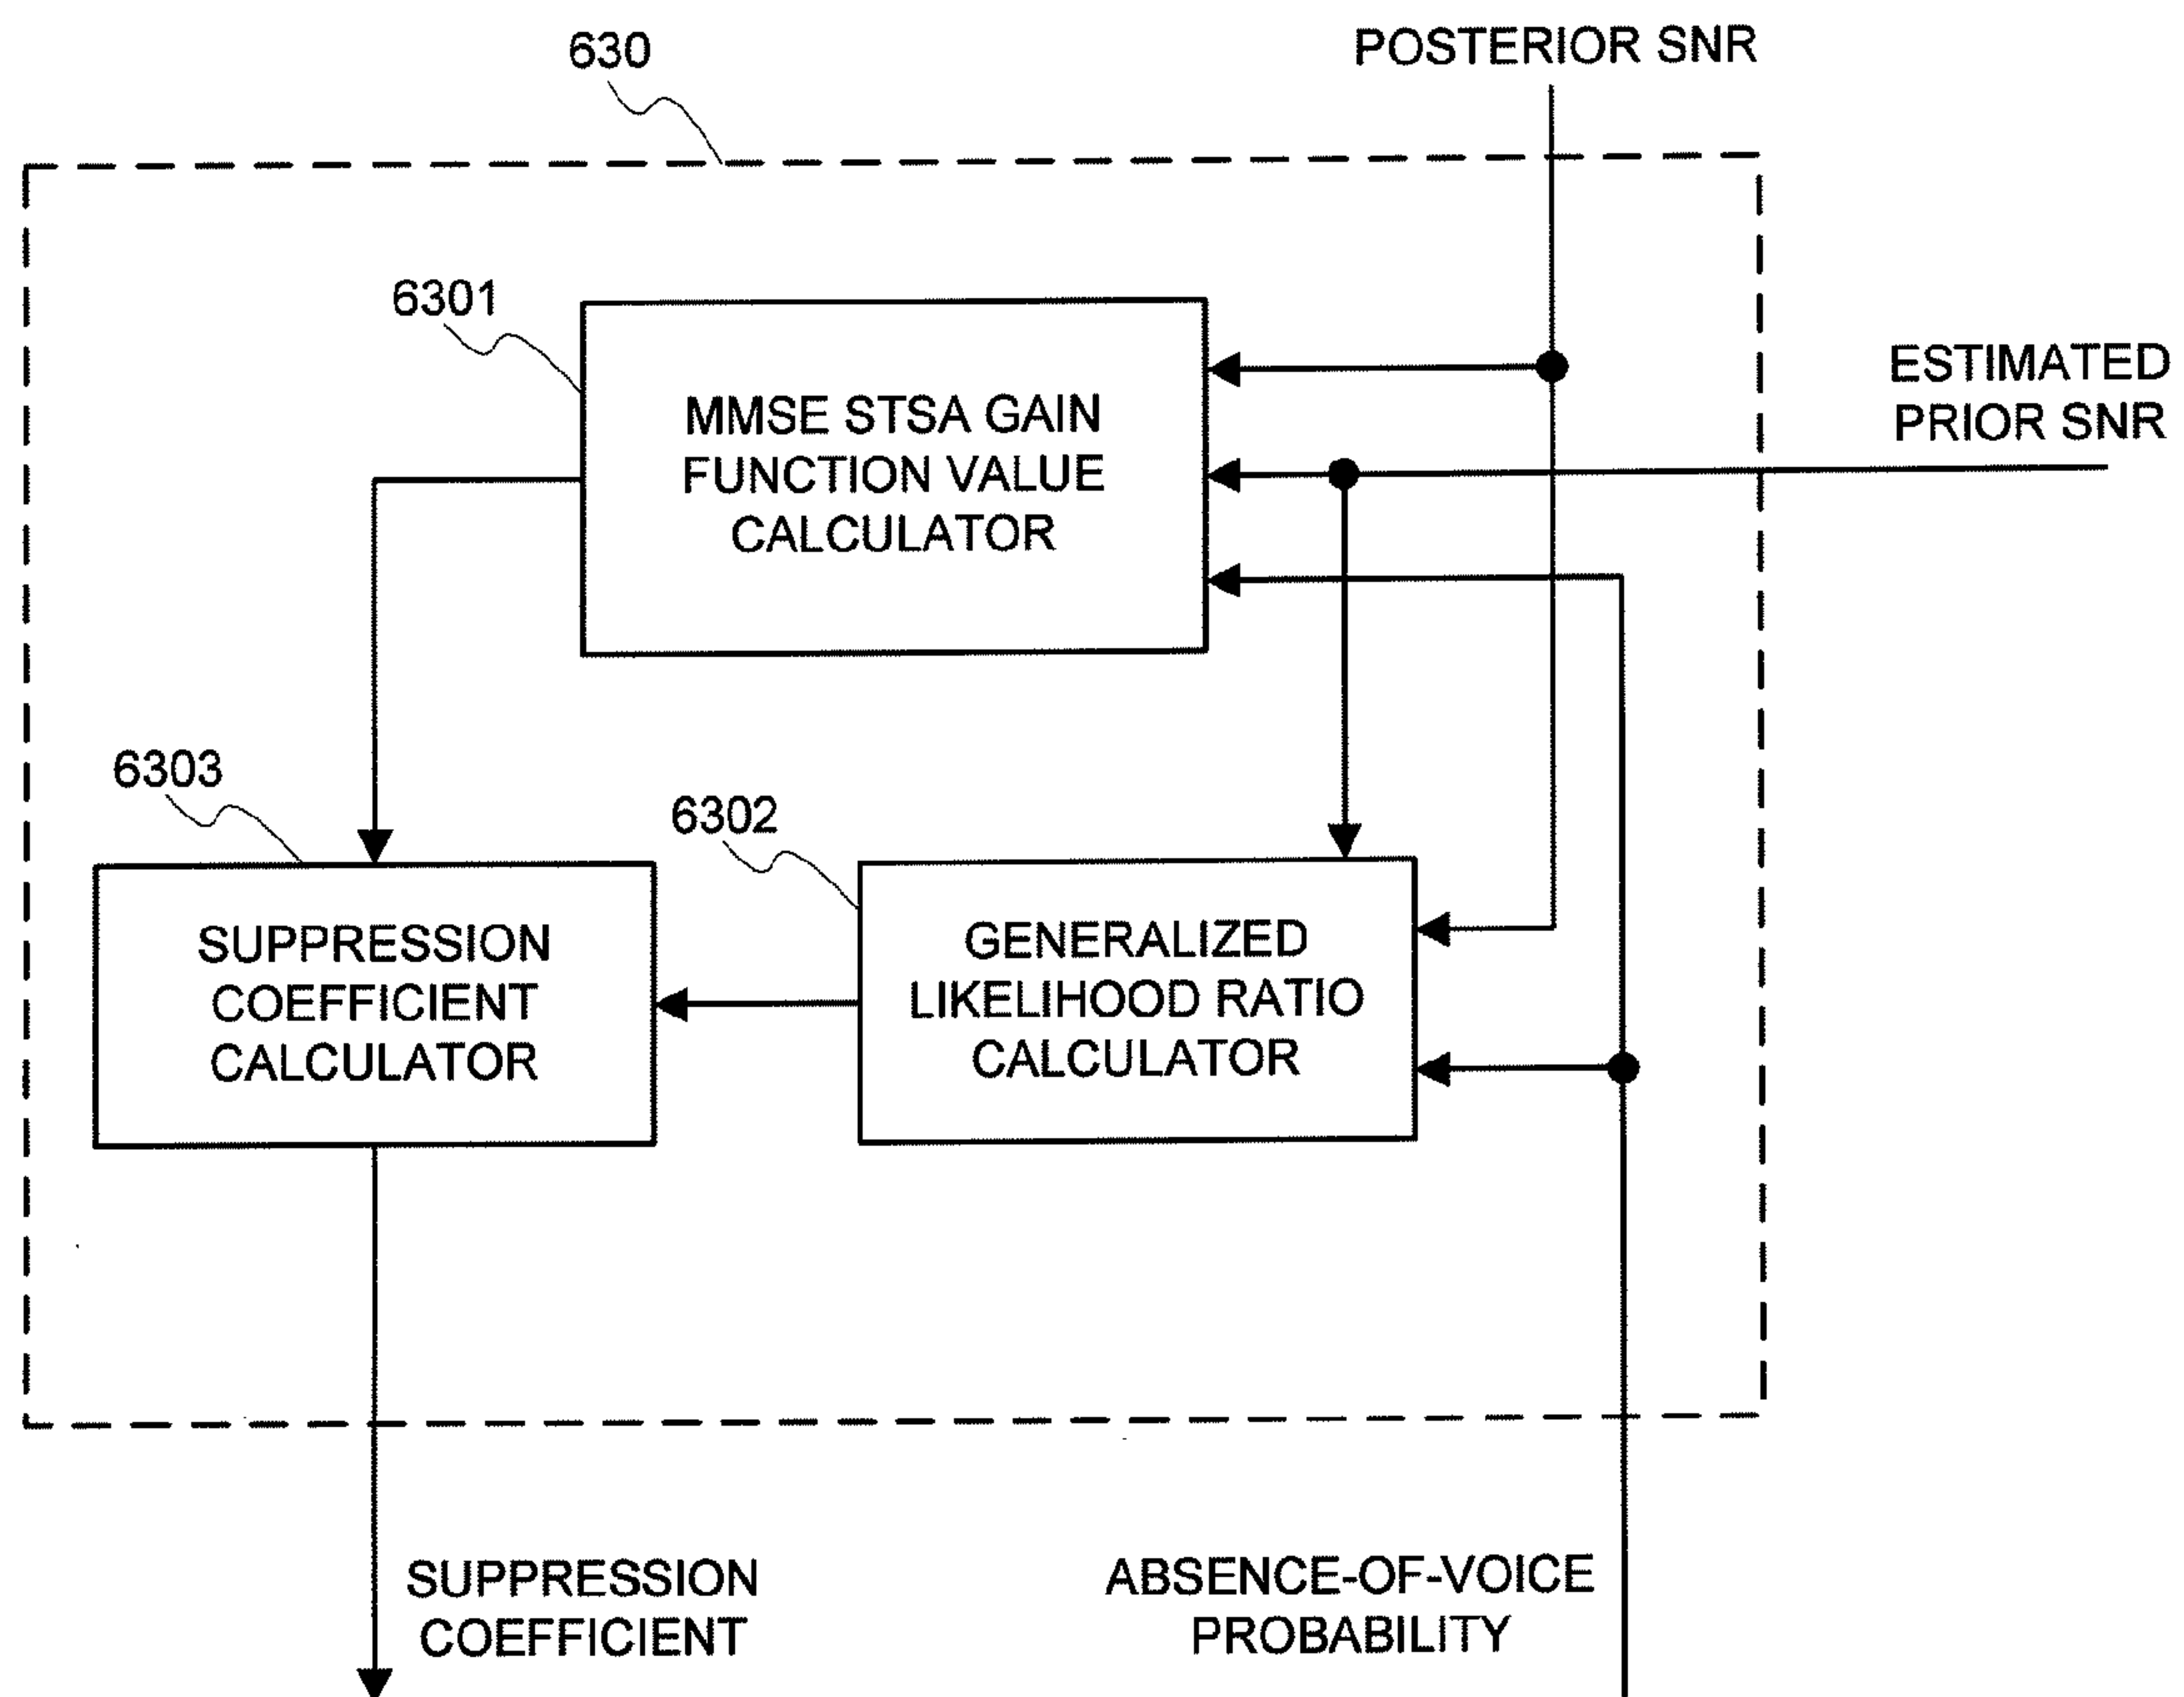 630
POSTERIOR SNR
6301
MMSE STSA GAIN
FUNCTION VALUE
CALCULATOR
ESTIMATED
PRIOR SNR
6303
6302
SUPPRESSION
COEFFICIENT
CALCULATOR
GENERALIZED
LIKELIHOOD RATIO
CALCULATOR
SUPPRESSION
COEFFICIENT
ABSENCE-OF-VOICE
PROBABILITY